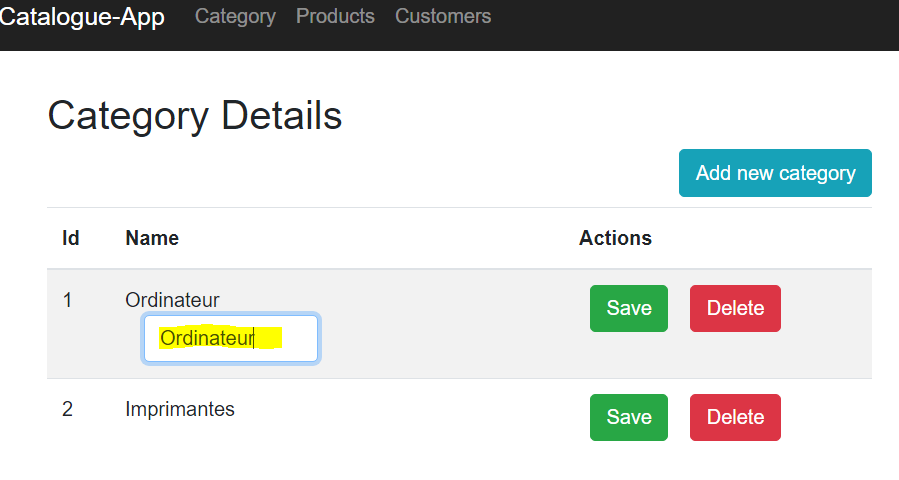 Catalogue-App Category Products Customers
Category Details
Add new category
Id Name Actions
1 Ordinateur Save Delete
Ordinateur
2 Imprimantes Save Delete